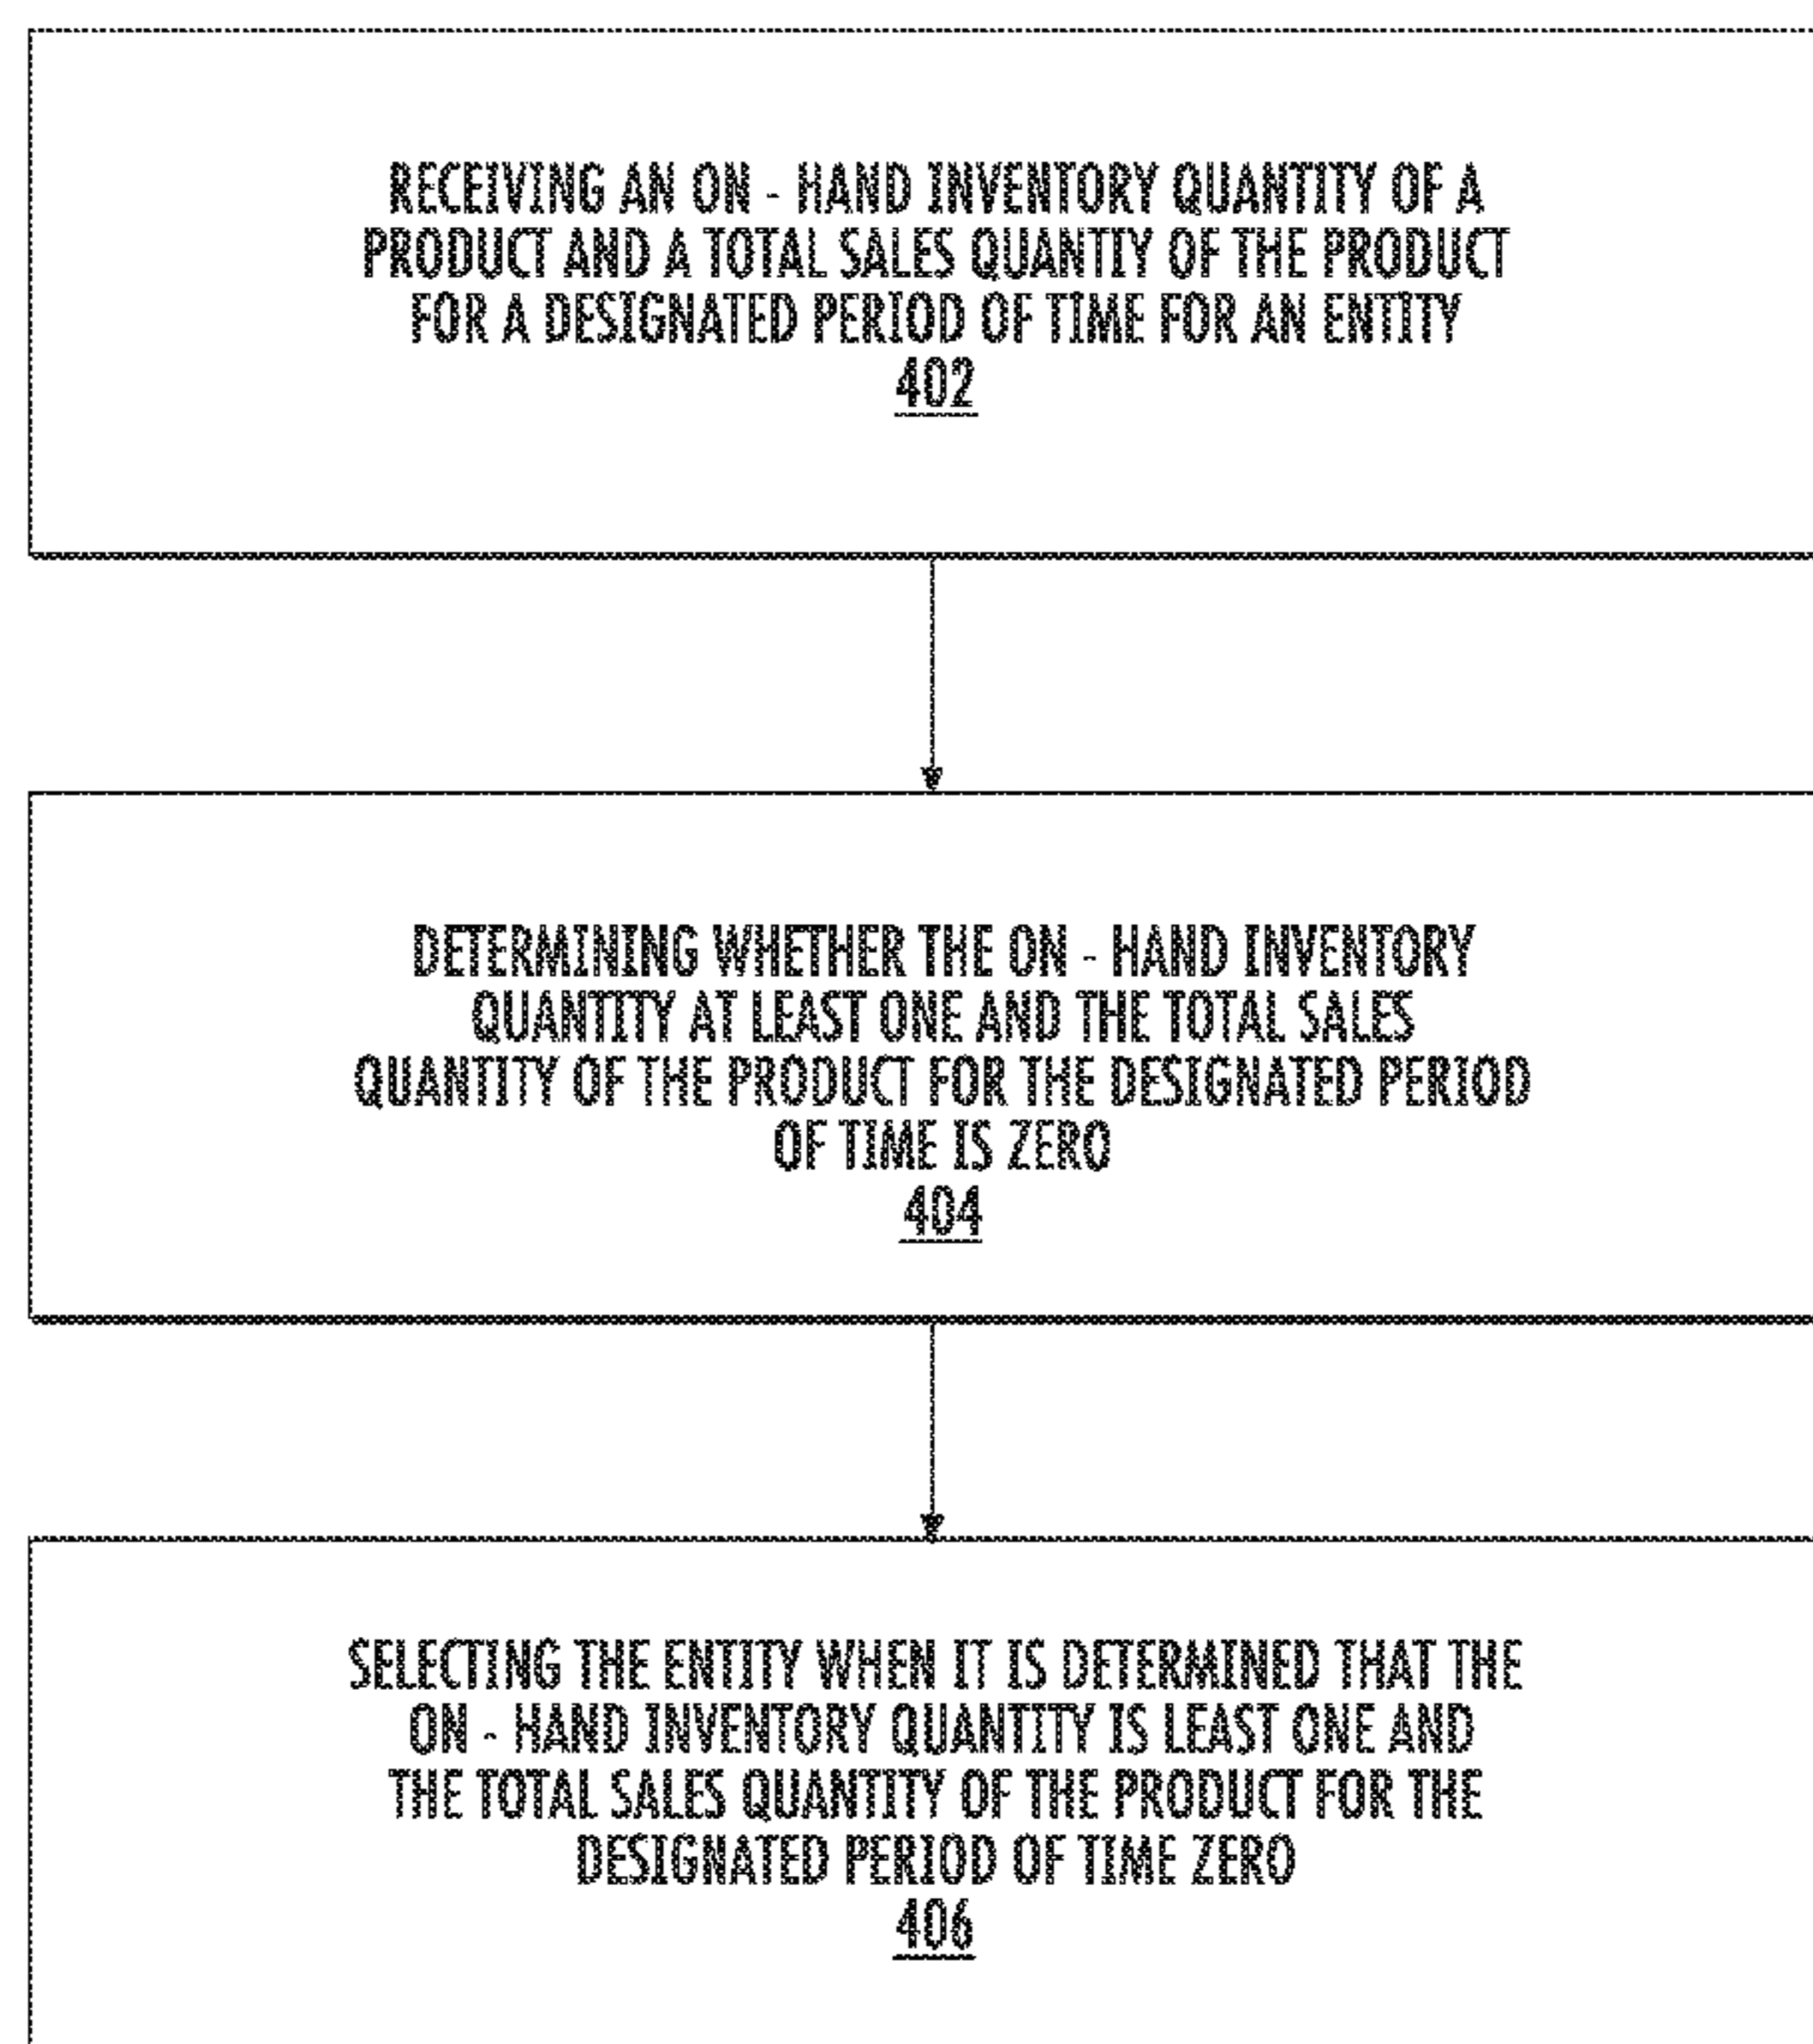 RECEIVING AN ON - HAND INVENTORY QUANTITY OF A
PRODUCT AND A TOTAL SALES QUANTIY OF THE PRODUCT
FOR A DESIGNATED PERIOD OF TIME FOR AN ENTITY
402
DETERMINING WHETHER THE ON - HAND INVENTORY
QUANTITY AT LEAST ONE AND THE TOTAL SALES
QUANTITY OF THE PRODUCT FOR THE DESIGNATED PERIOD
OF TIME IS ZERO
404
SELECTING THE ENTITY WHEN IT IS DETERMINED THAT THE
ON - HAND INVENTORY QUANTITY IS LEAST ONE AND
THE TOTAL SALES QUANTITY OF THE PRODUCT FOR THE
DESIGNATED PERIOD OF TIME ZERO
406